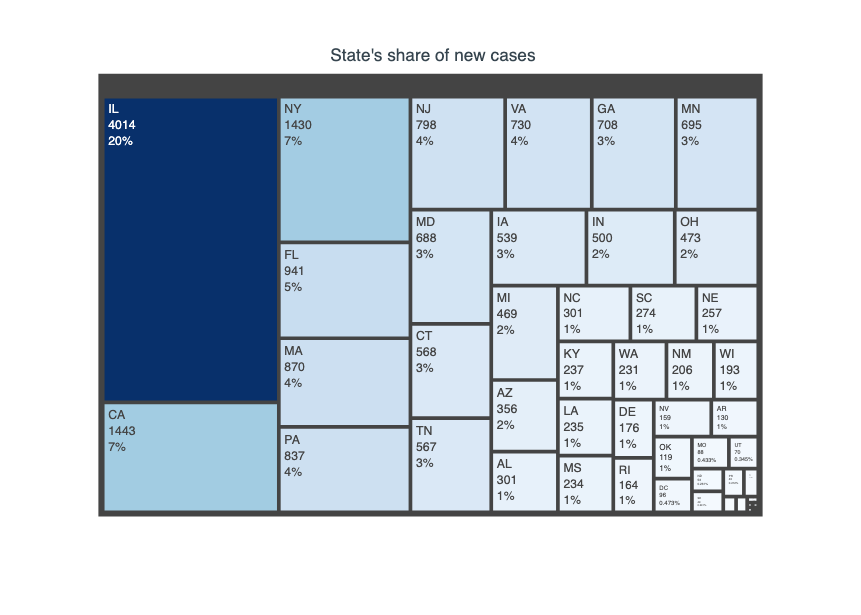 State's share of new cases
IL
4014
20%
CA
1443
7%
NY
1430
7%
FL
941
5%
MA
870
4%
PA
837
4%
NJ
798
4%
VA
730
4%
GA
708
3%
MN
695
3%
MD
688
3%
CT
568
3%
TN
567
3%
IA
539
3%
IN
500
2%
OH
473
2%
MI
469
2%
AZ
356
2%
AL
301
1%
NC
301
1%
SC
274
1%
NE
257
1%
KY
237
1%
WA
231
1%
NM
206
1%
WI
193
1%
LA
235
1%
MS
234
1%
DE
176
1%
RI
164
1%
NV
159
1%
AR
130
1%
OK
119
1%
DC
96
0.473%
MO
88
0.433%
UT
70
0.345%